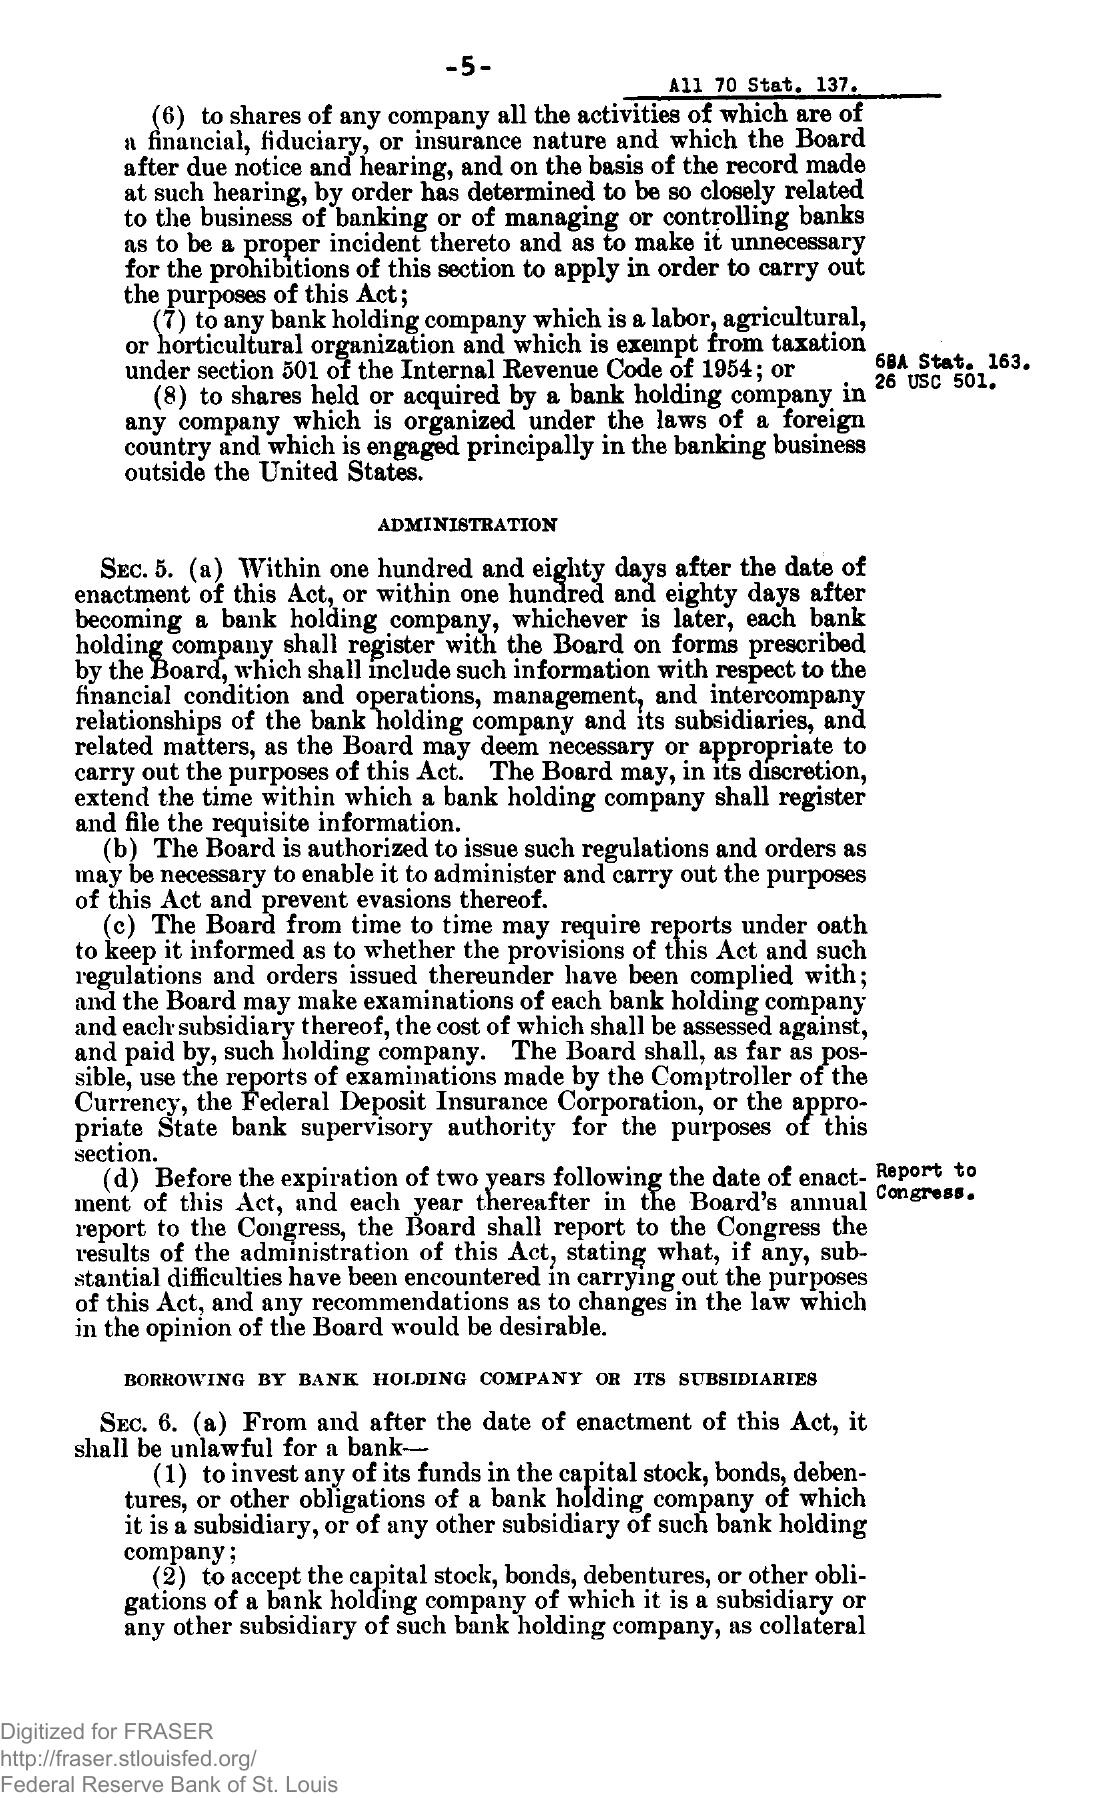 -5-
All 70 Stat. 137.
(6) to shares of any company all the activities of which are of
a financial, fiduciary, or insurance nature and which the Board
after due notice and hearing, and on the basis of the record made
at such hearing, by order has determined to be so closely related
to the business of banking or of managing or controlling banks
as to be a proper incident thereto and as to make it unnecessary
for the prohibitions of this section to apply in order to carry out
the purposes of this Act;
(7) to any bank holding company which is a labor, agricultural,
or horticultural organization and which is exempt from taxation
under section 501 of the Internal Revenue Code of 1954; or
68A Stat. 163.
26 USC 501.
(8) to shares held or acquired by a bank holding company in
any company which is organized under the laws of a foreign
country and which is engaged principally in the banking business
outside the United States.
ADMINISTRATION
SEC. 5. (a) Within one hundred and eighty days after the date of
enactment of this Act, or within one hundred and eighty days after
becoming a bank holding company, whichever is later, each bank
holding company shall register with the Board on forms prescribed
by the Board, which shall include such information with respect to the
financial condition and operations, management, and intercompany
relationships of the bank holding company and its subsidiaries, and
related matters, as the Board may deem necessary or appropriate to
carry out the purposes of this Act. The Board may, in its discretion,
extend the time within which a bank holding company shall register
and file the requisite information.
(b) The Board is authorized to issue such regulations and orders as
may be necessary to enable it to administer and carry out the purposes
of this Act and prevent evasions thereof.
(c) The Board from time to time may require reports under oath
to keep it informed as to whether the provisions of this Act and such
regulations and orders issued thereunder have been complied with;
and the Board may make examinations of each bank holding company
and each subsidiary thereof, the cost of which shall be assessed against,
and paid by, such holding company. The Board shall, as far as pos-
sible, use the reports of examinations made by the Comptroller of the
Currency, the Federal Deposit Insurance Corporation, or the appro-
priate State bank supervisory authority for the purposes of this
section.
(d) Before the expiration of two years following the date of enact-
ment of this Act, and each year thereafter in the Board's annual
Report to
Congress.
report to the Congress, the Board shall report to the Congress the
results of the administration of this Act, stating what, if any, sub-
stantial difficulties have been encountered in carrying out the purposes
of this Act, and any recommendations as to changes in the law which
in the opinion of the Board would be desirable.
BORROWING BY BANK HOLDING COMPANY OR ITS SUBSIDIARIES
SEC. 6. (a) From and after the date of enactment of this Act, it
shall be unlawful for a bank—
(1) to invest any of its funds in the capital stock, bonds, deben-
tures, or other obligations of a bank holding company of which
it is a subsidiary, or of any other subsidiary of such bank holding
company;
(2) to accept the capital stock, bonds, debentures, or other obli-
gations of a bank holding company of which it is a subsidiary or
any other subsidiary of such bank holding company, as collateral
Digitized for FRASER
http://fraser.stlouisfed.org/
Federal Reserve Bank of St. Louis